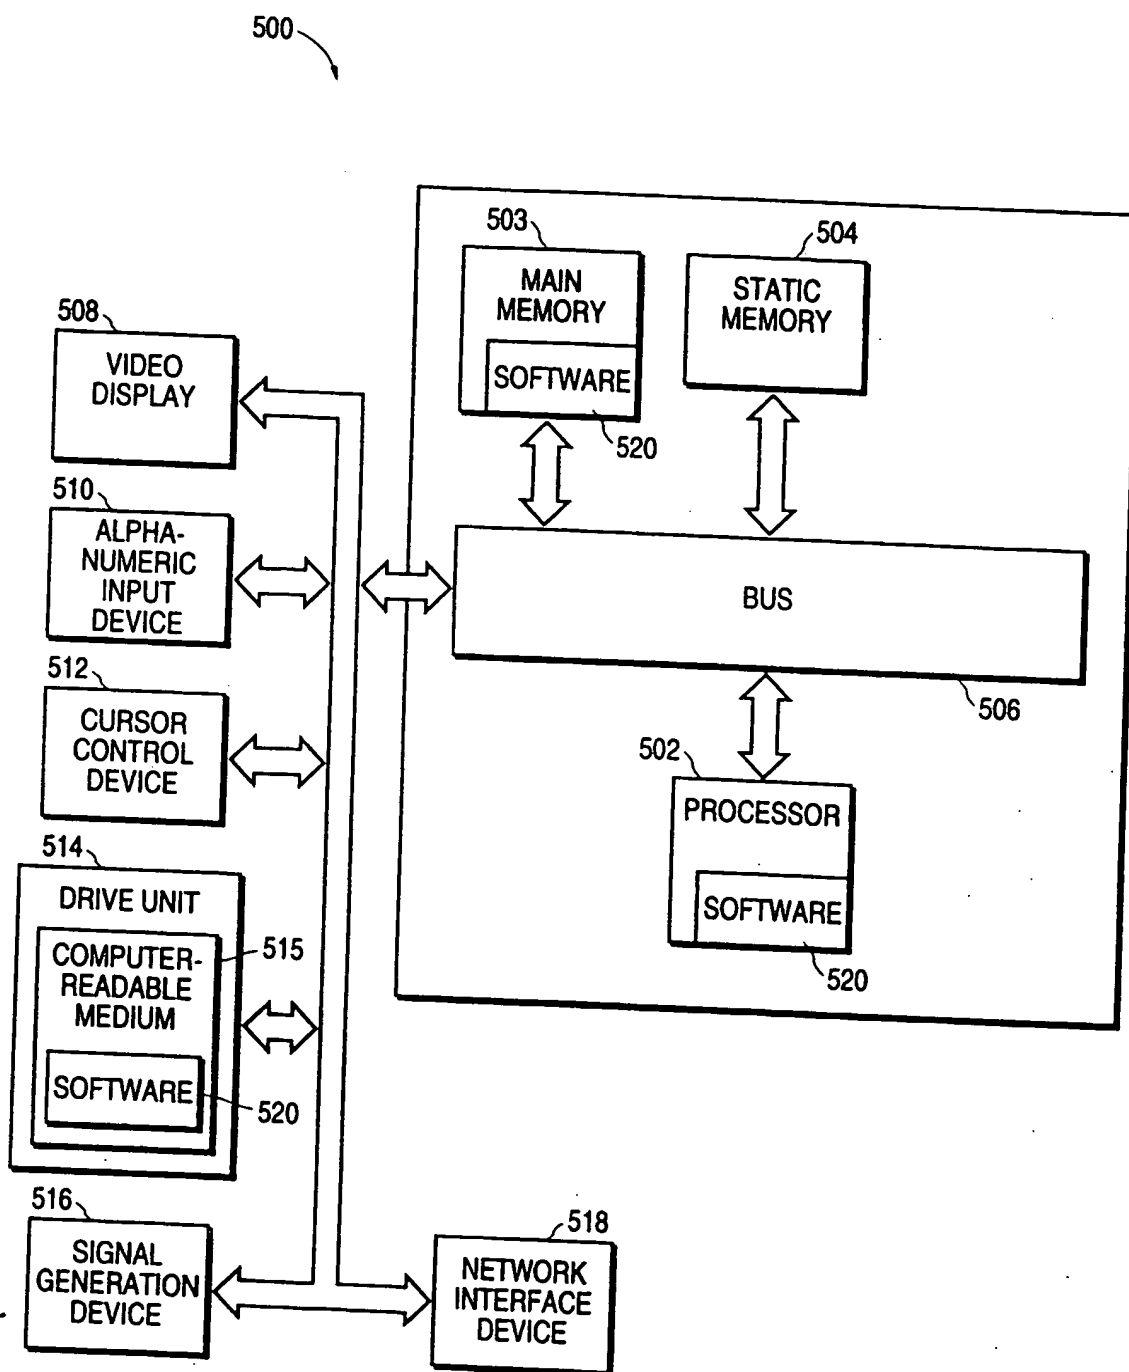 500
503
MAIN
MEMORY
SOFTWARE
520
504
STATIC
MEMORY
508
VIDEO
DISPLAY
510
ALPHA-
NUMERIC
INPUT
DEVICE
BUS
506
512
CURSOR
CONTROL
DEVICE
502
PROCESSOR
SOFTWARE
520
514
DRIVE UNIT
COMPUTER-
READABLE
MEDIUM
515
SOFTWARE
520
516
SIGNAL
GENERATION
DEVICE
518
NETWORK
INTERFACE
DEVICE